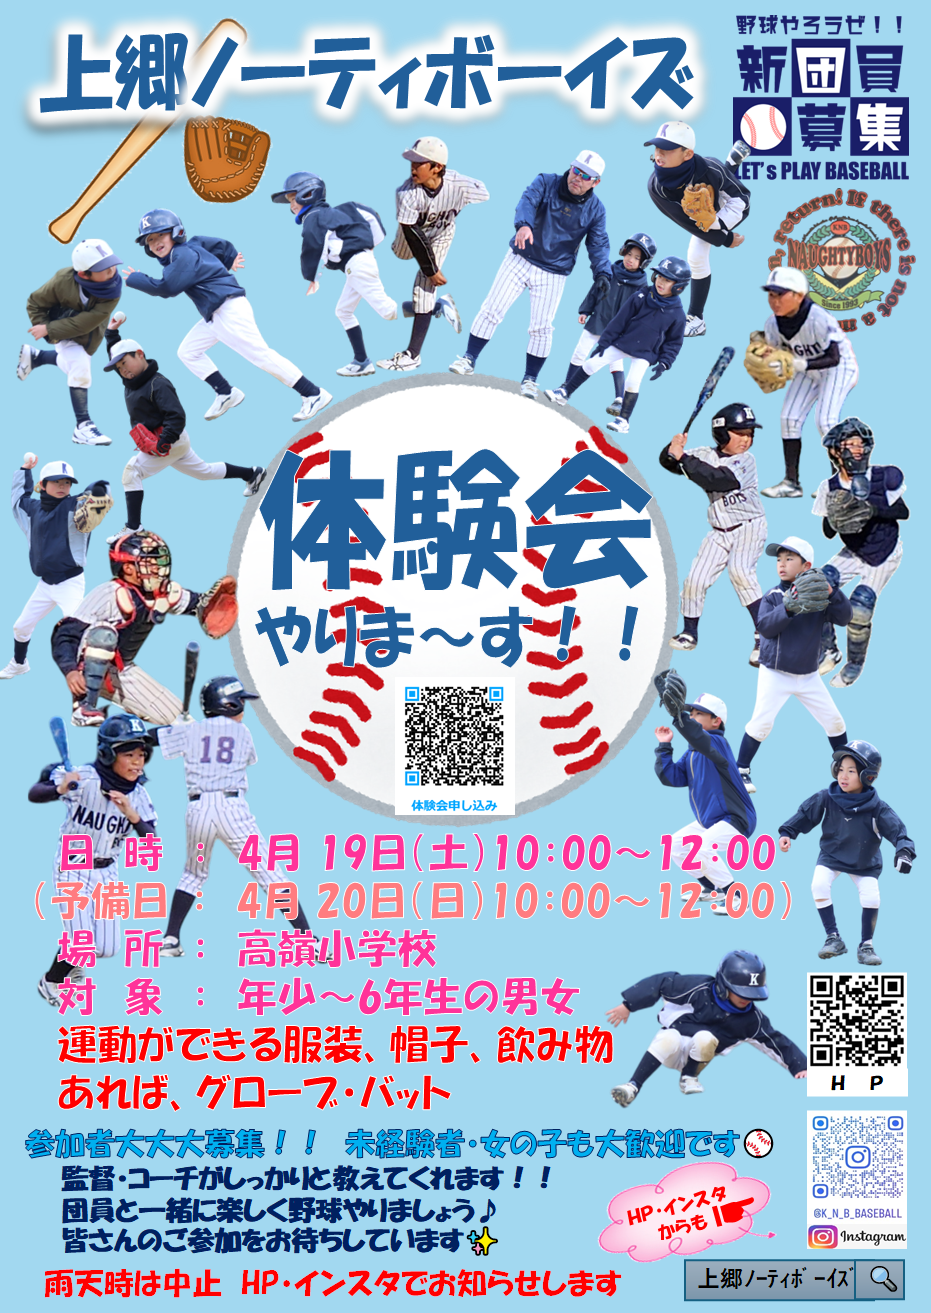 上郷ノーティボーイズ
野球やろうぜ！！
新団員
募集
LET's PLAY BASEBALL
return! If there is not a
KNB
NAUGHTYBOYS
since 1993
NAUGHTY
BOYS
体験会
やりま～す！！
体験会申し込み
18
日 時 ： 4月 19日(土)10:00～12:00
(予備日 ： 4月 20日(日)10:00～12:00)
場 所 ： 高嶺小学校
対 象 ： 年少～6年生の男女
運動ができる服装、帽子、飲み物
あれば、グローブ・バット
HP
参加者大大大募集！！ 未経験者・女の子も大歓迎です
監督・コーチがしっかりと教えてくれます！！
団員と一緒に楽しく野球やりましょう♪
皆さんのご参加をお待ちしています✨
HP・インスタ
からも
@K_N_B_BASEBALL
Instagram
雨天時は中止 HP・インスタでお知らせします
上郷ﾉｰﾃｨﾎﾞｰｲｽﾞ